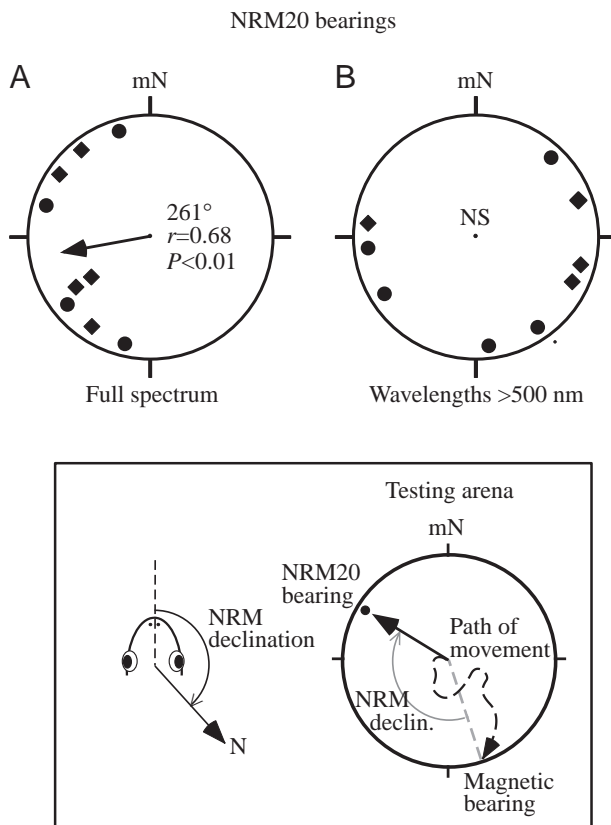 NRM20 bearings
A
mN
261°
r=0.68
P<0.01
Full spectrum
B
mN
NS
Wavelengths >500 nm
NRM
declination
N
Testing arena
mN
NRM20
bearing
Path of
movement
NRM
declin.
Magnetic
bearing